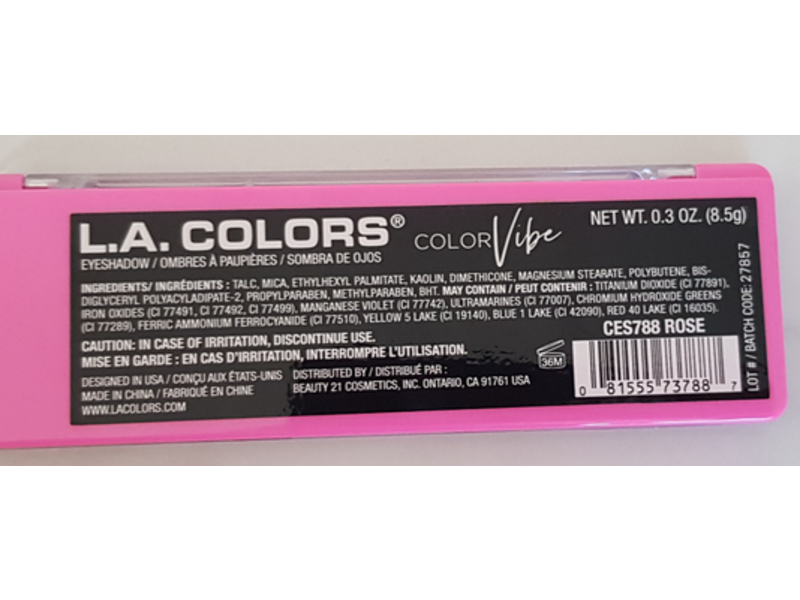 L.A. COLORS® COLOR Vibe NET WT. 0.3 OZ. (8.5g)
EYESHADOW / OMBRES À PAUPIÈRES / SOMBRA DE OJOS
INGREDIENTS/ INGRÉDIENTS : TALC, MICA, ETHYLHEXYL PALMITATE, KAOLIN, DIMETHICONE, MAGNESIUM STEARATE, POLYBUTENE, BIS-
DIGLYCERYL POLYACYLADIPATE-2, PROPYLPARABEN, METHYLPARABEN, BHT. MAY CONTAIN / PEUT CONTENIR : TITANIUM DIOXIDE (CI 77891),
IRON OXIDES (CI 77491, CI 77492, CI 77499), MANGANESE VIOLET (CI 77742), ULTRAMARINES (CI 77007), CHROMIUM HYDROXIDE GREENS
(CI 77289), FERRIC AMMONIUM FERROCYANIDE (CI 77510), YELLOW 5 LAKE (CI 19140), BLUE 1 LAKE (CI 42090), RED 40 LAKE (CI 16035).
CAUTION: IN CASE OF IRRITATION, DISCONTINUE USE.
MISE EN GARDE : EN CAS D'IRRITATION, INTERROMPRE L'UTILISATION.
DESIGNED IN USA / CONÇU AUX ÉTATS-UNIS
MADE IN CHINA / FABRIQUÉ EN CHINE
WWW.LACOLORS.COM
DISTRIBUTED BY / DISTRIBUÉ PAR :
BEAUTY 21 COSMETICS, INC. ONTARIO, CA 91761 USA
36M
CES788 ROSE
0 81555 73788 7
LOT # / BATCH CODE: 27857